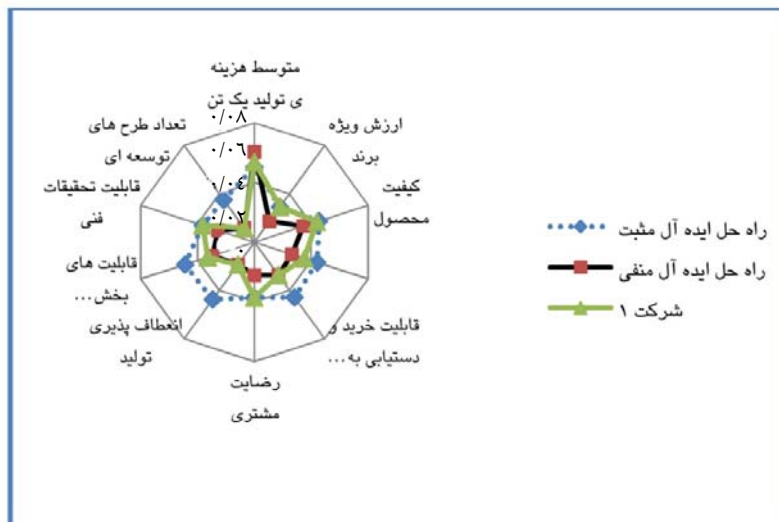 متوسط هزینه
ی تولید یک تن
ارزش ویژه
برند
کیفیت
محصول
قابلیت خرید و
دستیابی به...
رضایت
مشتری
انعطاف پذیری
تولید
قابلیت های
بخش...
قابلیت تحقیقات
فنی
تعداد طرح های
توسعه ای
۰/۰۸
۰/۰۶
۰/۰۴
۰/۰۲
۰
راه حل ایده آل مثبت
راه حل ایده آل منفی
شرکت ۱